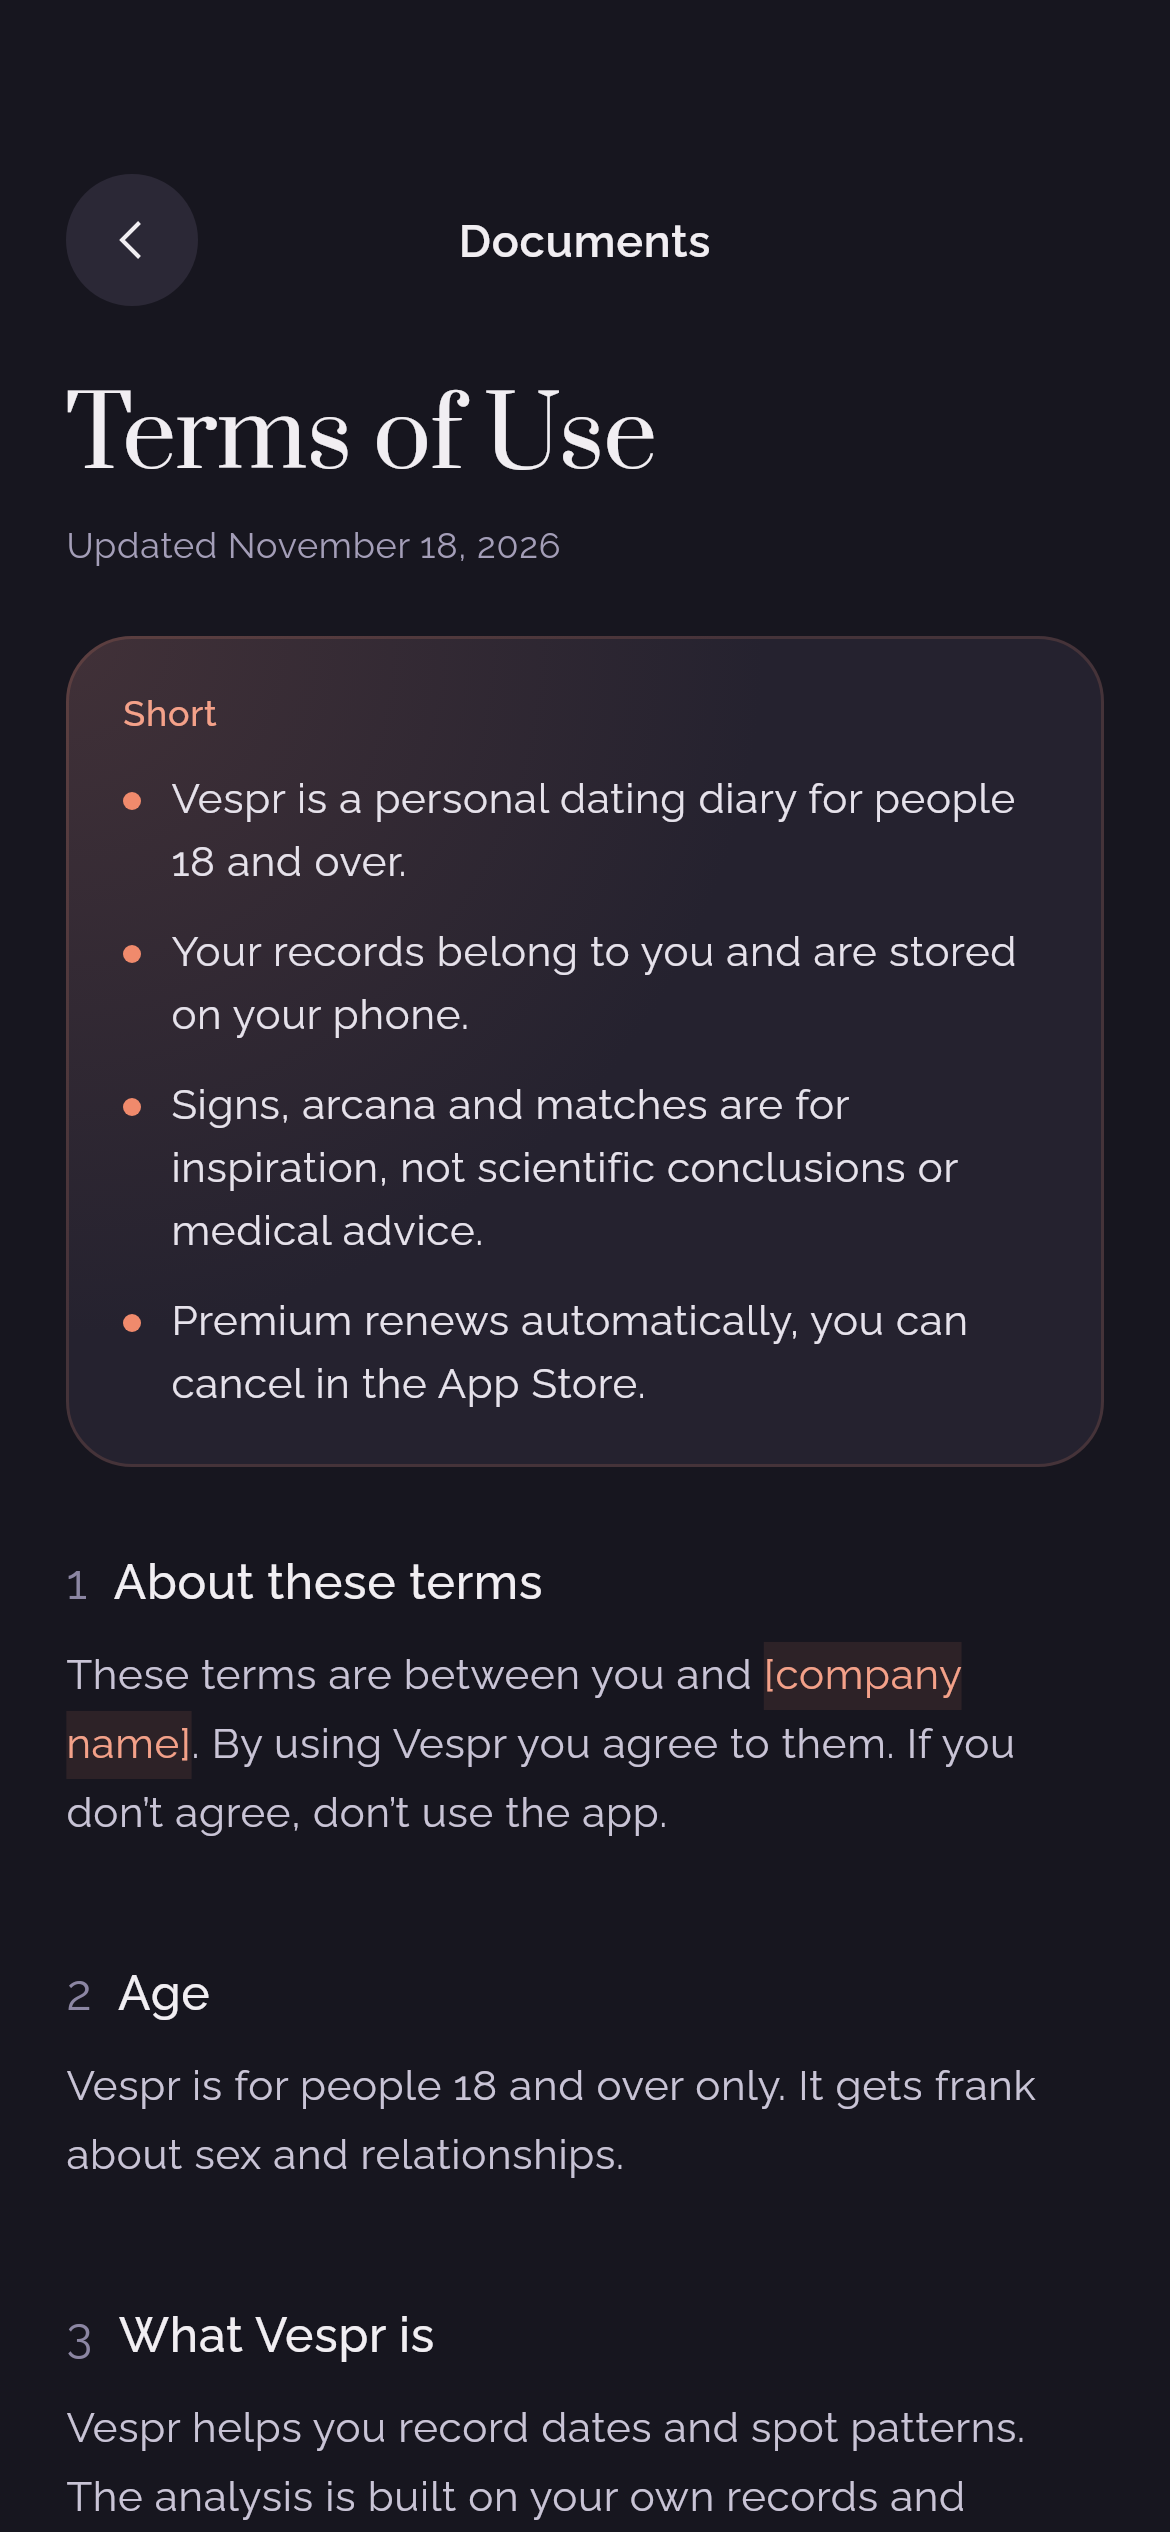 Documents
Terms of Use
Updated November 18, 2026
Short
Vespr is a personal dating diary for people
18 and over.
Your records belong to you and are stored
on your phone.
Signs, arcana and matches are for
inspiration, not scientific conclusions or
medical advice.
Premium renews automatically, you can
cancel in the App Store.
1 About these terms
These terms are between you and [company
name]. By using Vespr you agree to them. If you
don’t agree, don’t use the app.
2 Age
Vespr is for people 18 and over only. It gets frank
about sex and relationships.
3 What Vespr is
Vespr helps you record dates and spot patterns.
The analysis is built on your own records and